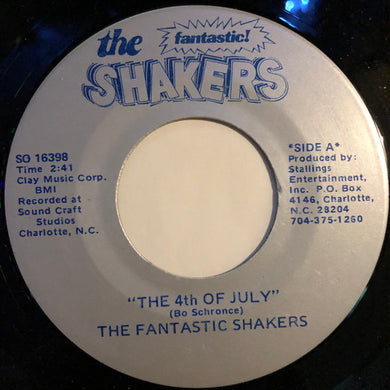 the fantastic!
SHAKERS
SO 16398
Time 2:41
Clay Music Corp.
BMI
Recorded at
Sound Craft
Studios
Charlotte, N.C.
*SIDE A*
Produced by:
Stallings
Entertainment,
Inc. P.O. Box
4146, Charlotte,
N.C. 28204
704-375-1260
"THE 4th OF JULY"
(Bo Schronce)
THE FANTASTIC SHAKERS